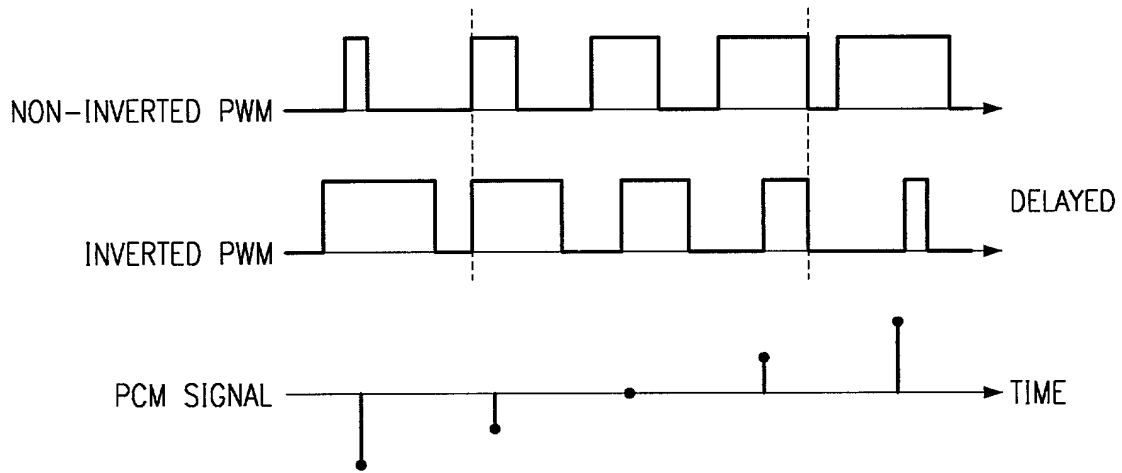 NON-INVERTED PWM
DELAYED
INVERTED PWM
PCM SIGNAL
TIME